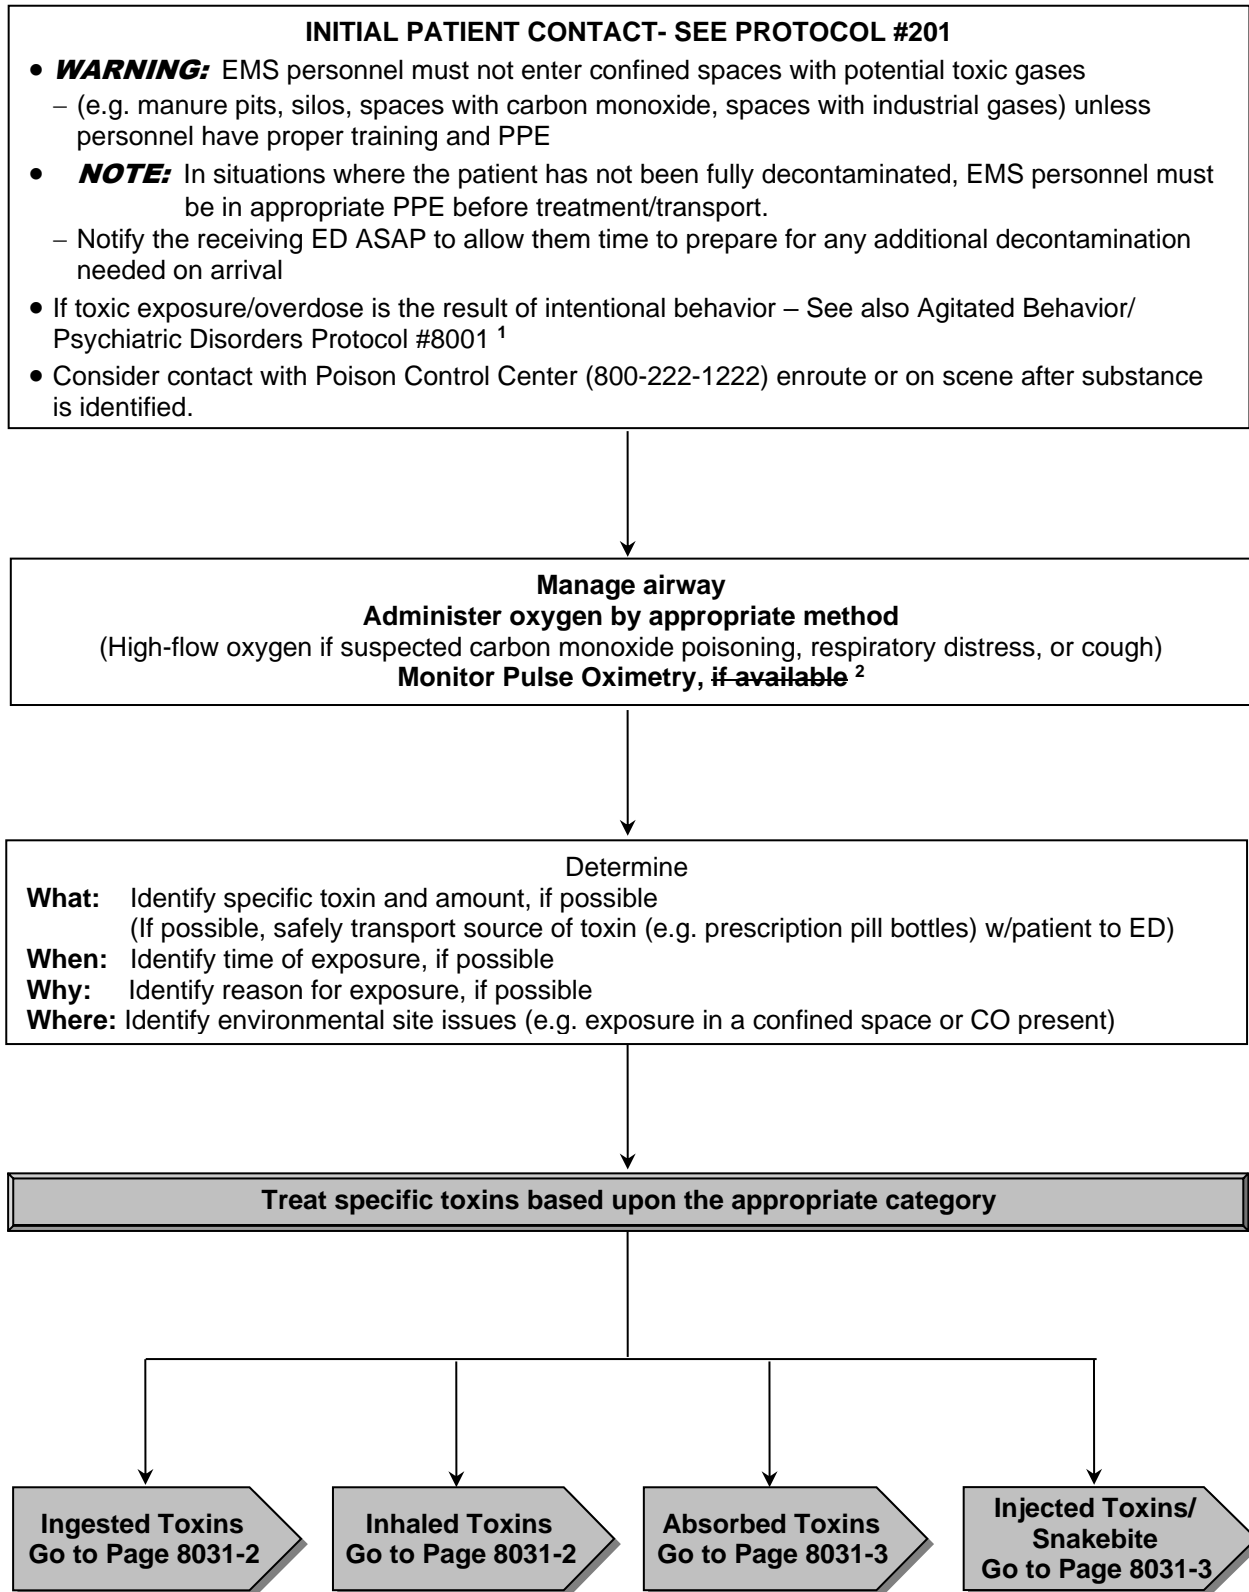 INITIAL PATIENT CONTACT- SEE PROTOCOL #201
• WARNING: EMS personnel must not enter confined spaces with potential toxic gases
– (e.g. manure pits, silos, spaces with carbon monoxide, spaces with industrial gases) unless
personnel have proper training and PPE
• NOTE: In situations where the patient has not been fully decontaminated, EMS personnel must
be in appropriate PPE before treatment/transport.
– Notify the receiving ED ASAP to allow them time to prepare for any additional decontamination
needed on arrival
• If toxic exposure/overdose is the result of intentional behavior – See also Agitated Behavior/
Psychiatric Disorders Protocol #8001 1
• Consider contact with Poison Control Center (800-222-1222) enroute or on scene after substance
is identified.
Manage airway
Administer oxygen by appropriate method
(High-flow oxygen if suspected carbon monoxide poisoning, respiratory distress, or cough)
Monitor Pulse Oximetry, if available 2
Determine
What: Identify specific toxin and amount, if possible
(If possible, safely transport source of toxin (e.g. prescription pill bottles) w/patient to ED)
When: Identify time of exposure, if possible
Why: Identify reason for exposure, if possible
Where: Identify environmental site issues (e.g. exposure in a confined space or CO present)
Treat specific toxins based upon the appropriate category
Ingested Toxins
Go to Page 8031-2
Inhaled Toxins
Go to Page 8031-2
Absorbed Toxins
Go to Page 8031-3
Injected Toxins/
Snakebite
Go to Page 8031-3